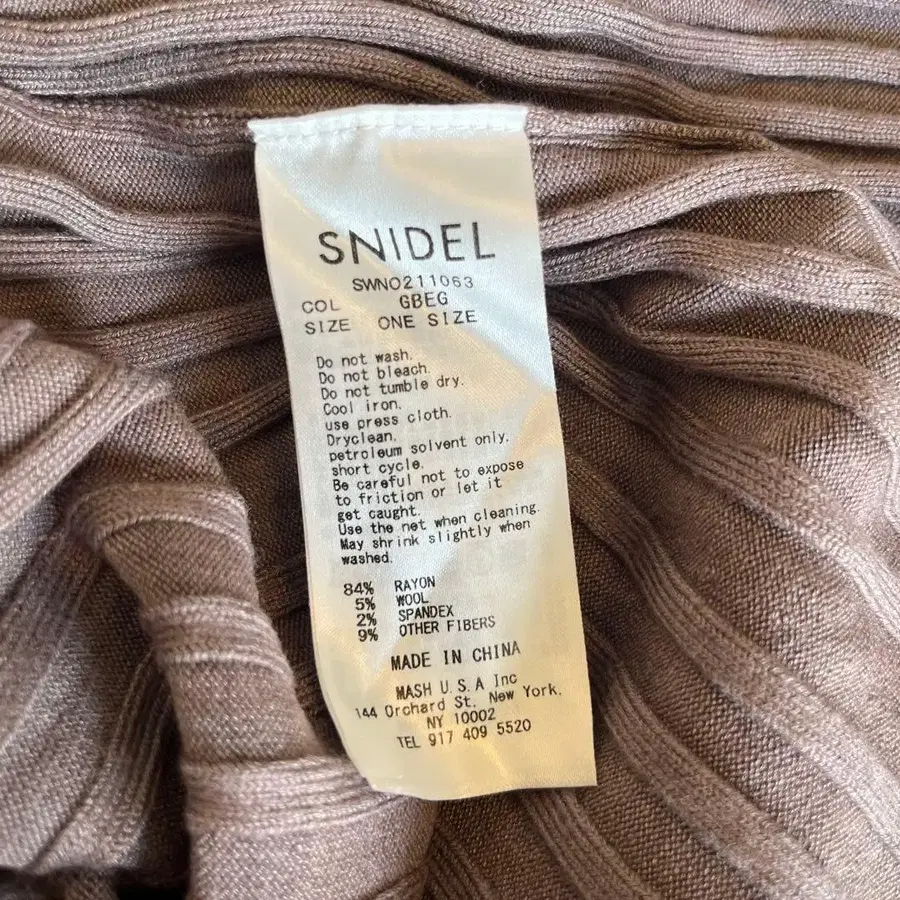 SNIDEL
SWNO211063
COL GBEG
SIZE ONE SIZE
Do not wash.
Do not bleach.
Do not tumble dry.
Cool iron.
use press cloth.
Dryclean.
petroleum solvent only.
short cycle.
Be careful not to expose
to friction or let it
get caught.
Use the net when cleaning.
May shrink slightly when
washed.
84% RAYON
5% WOOL
2% SPANDEX
9% OTHER FIBERS
MADE IN CHINA
MASH U.S.A Inc
144 Orchard St, New York,
NY 10002
TEL 917 409 5520